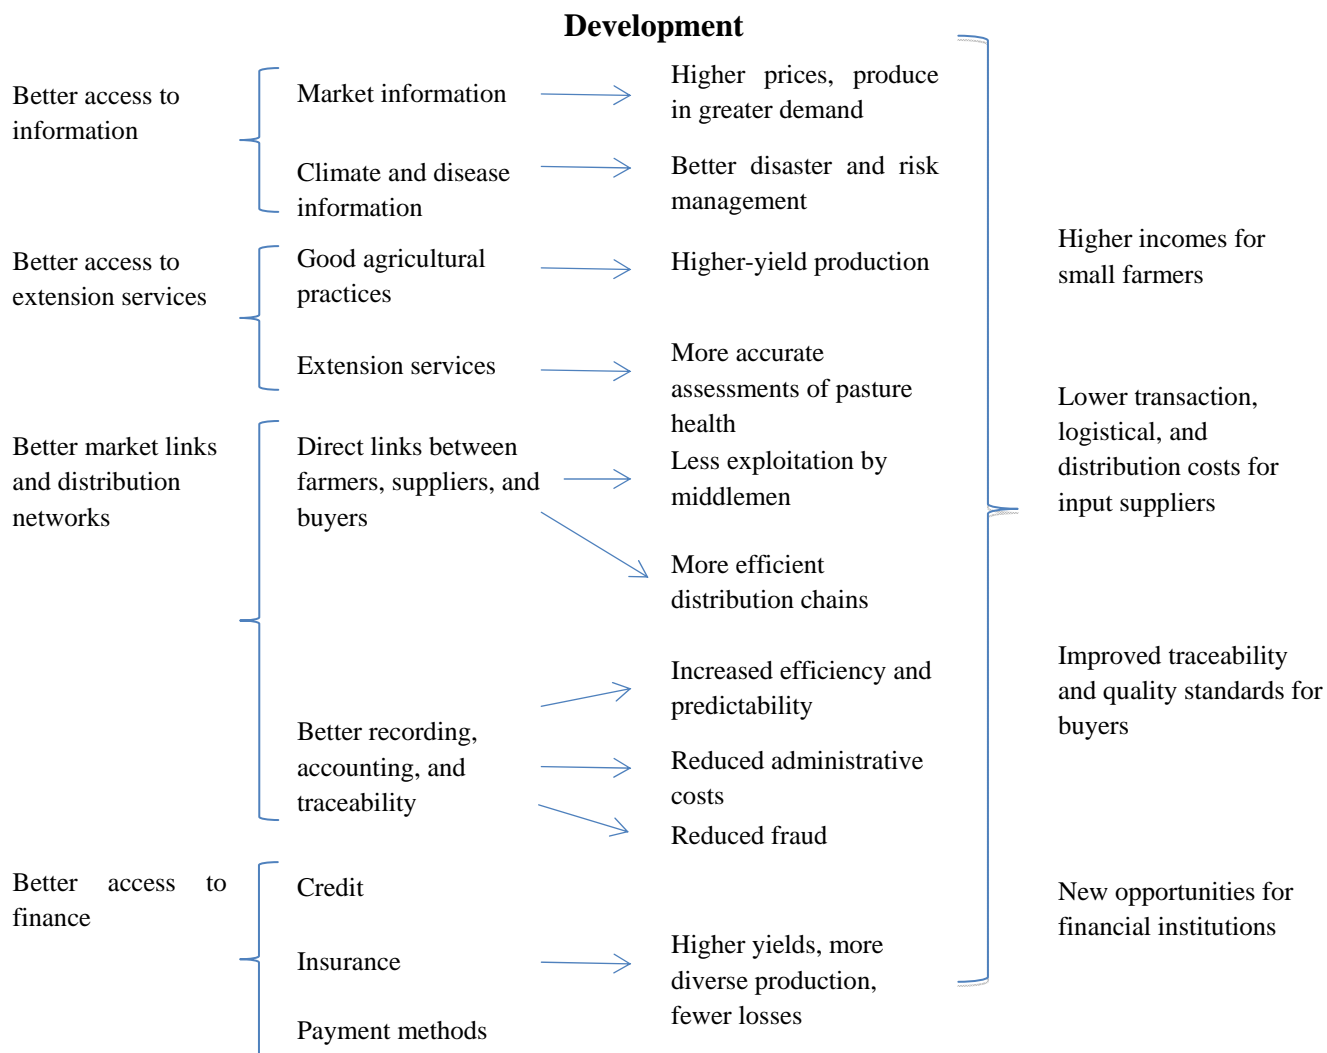 Development
Better access to
information
Market information
Higher prices, produce
in greater demand
Climate and disease
information
Better disaster and risk
management
Better access to
extension services
Good agricultural
practices
Higher-yield production
Extension services
More accurate
assessments of pasture
health
Better market links
and distribution
networks
Direct links between
farmers, suppliers, and
buyers
Less exploitation by
middlemen
More efficient
distribution chains
Better recording,
accounting, and
traceability
Increased efficiency and
predictability
Reduced administrative
costs
Reduced fraud
Better access to
finance
Credit
Insurance
Payment methods
Higher yields, more
diverse production,
fewer losses
Higher incomes for
small farmers
Lower transaction,
logistical, and
distribution costs for
input suppliers
Improved traceability
and quality standards for
buyers
New opportunities for
financial institutions